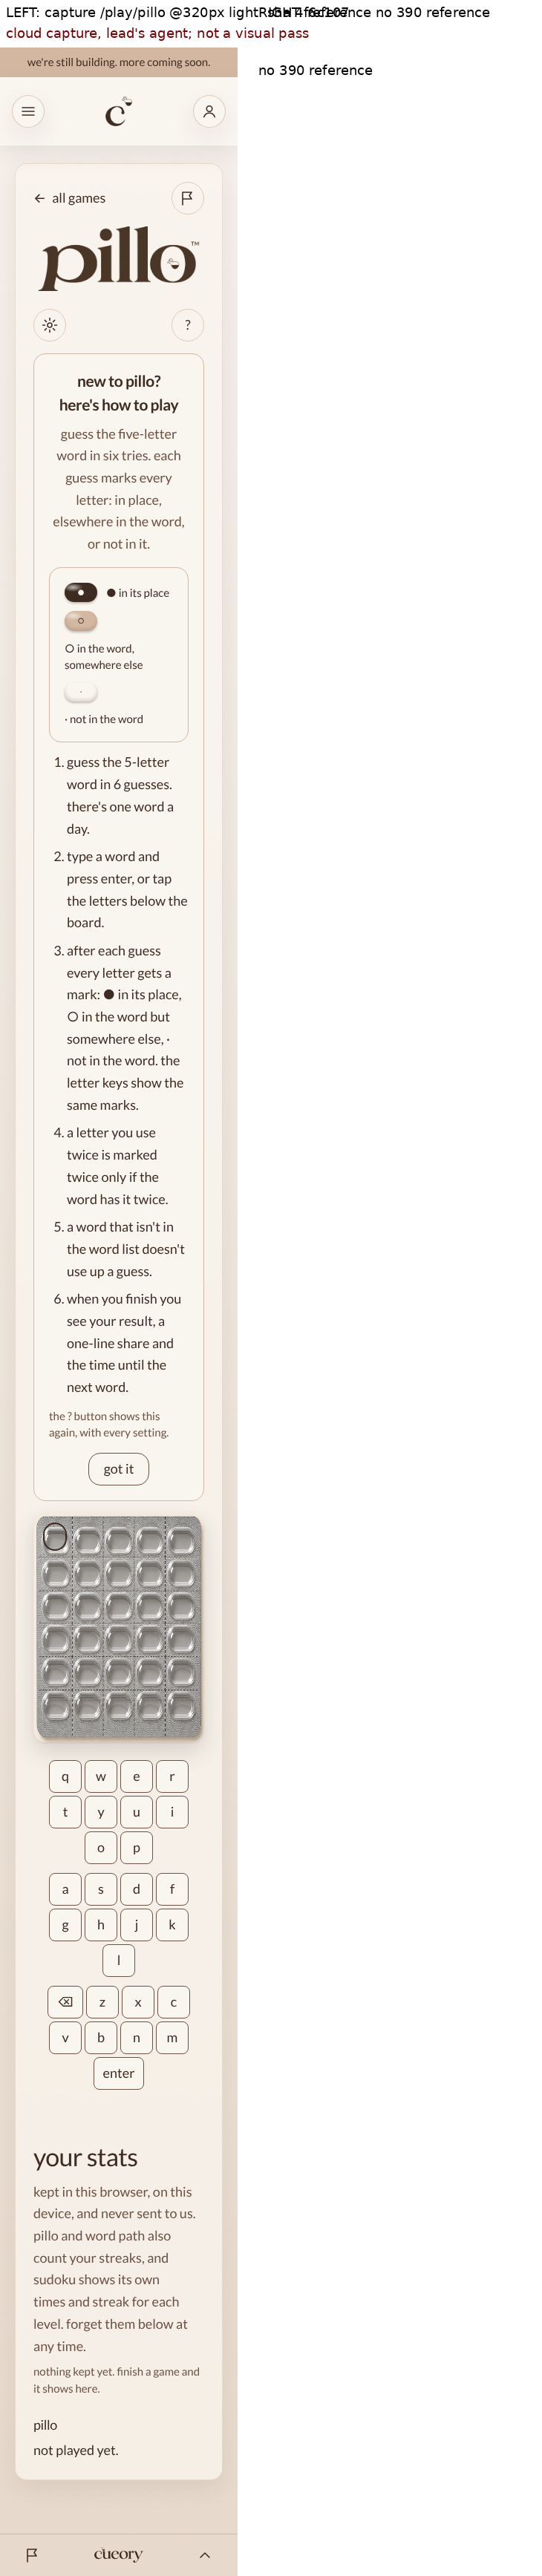 LEFT: capture /play/pillo @320px light
no 390 reference
cloud capture, lead's agent; not a visual pass
we're still building. more coming soon.
no 390 reference
c
← all games
pillo™
?
new to pillo?
here's how to play
guess the five-letter
word in six tries. each
guess marks every
letter: in place,
elsewhere in the word,
or not in it.
● in its place
○ in the word,
somewhere else
· not in the word
1. guess the 5-letter
word in 6 guesses.
there's one word a
day.
2. type a word and
press enter, or tap
the letters below the
board.
3. after each guess
every letter gets a
mark: ● in its place,
○ in the word but
somewhere else, ·
not in the word. the
letter keys show the
same marks.
4. a letter you use
twice is marked
twice only if the
word has it twice.
5. a word that isn't in
the word list doesn't
use up a guess.
6. when you finish you
see your result, a
one-line share and
the time until the
next word.
the ? button shows this
again, with every setting.
got it
q w e r
t y u i
o p
a s d f
g h j k
l
⌫ z x c
v b n m
enter
your stats
kept in this browser, on this
device, and never sent to us.
pillo and word path also
count your streaks, and
sudoku shows its own
times and streak for each
level. forget them below at
any time.
nothing kept yet. finish a game and
it shows here.
pillo
not played yet.
cueory